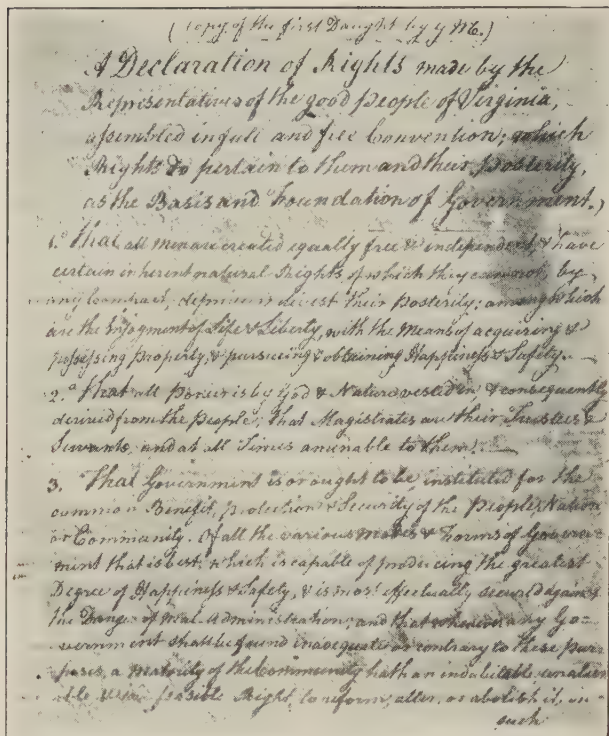 (Copy of the first Daught by G M.)
A Declaration of Rights made by the
Representatives of the good people of Virginia,
assembled in full and free Convention; which
Rights do pertain to them and their posterity,
as the Basis and Foundation of Government.)
1.° That all men are created equally free & independent, & have
certain inherent natural Rights of which they cannot, by
any Compact, deprive or devest their Posterity; among which
are the Enjoyment of Life & Liberty, with the Means of acquiring &
possessing Property, & pursueing & obtaining Happiness & Safety.
2.° That all Power is by God & Nature vested in & consequently
derived from the People; that Magistrates are their Trustees &
Servants, and at all Times amenable to them.
3. That Government is or ought to be, instituted for the
common Benefit, protection & Security of the People, Nation
or Community. Of all the various modes & Forms of Govern
ment that is best, which is capable of producing the greatest
Degree of Happiness & Safety, & is most effectually secured against
the Danger of mal-Administration; and that whenever any Go-
vernment shall be found inadequate or contrary to these pur
poses, a majority of the Community hath an indubitable, unalien
able & indefeasible Right, to reform, alter, or abolish it, in
such